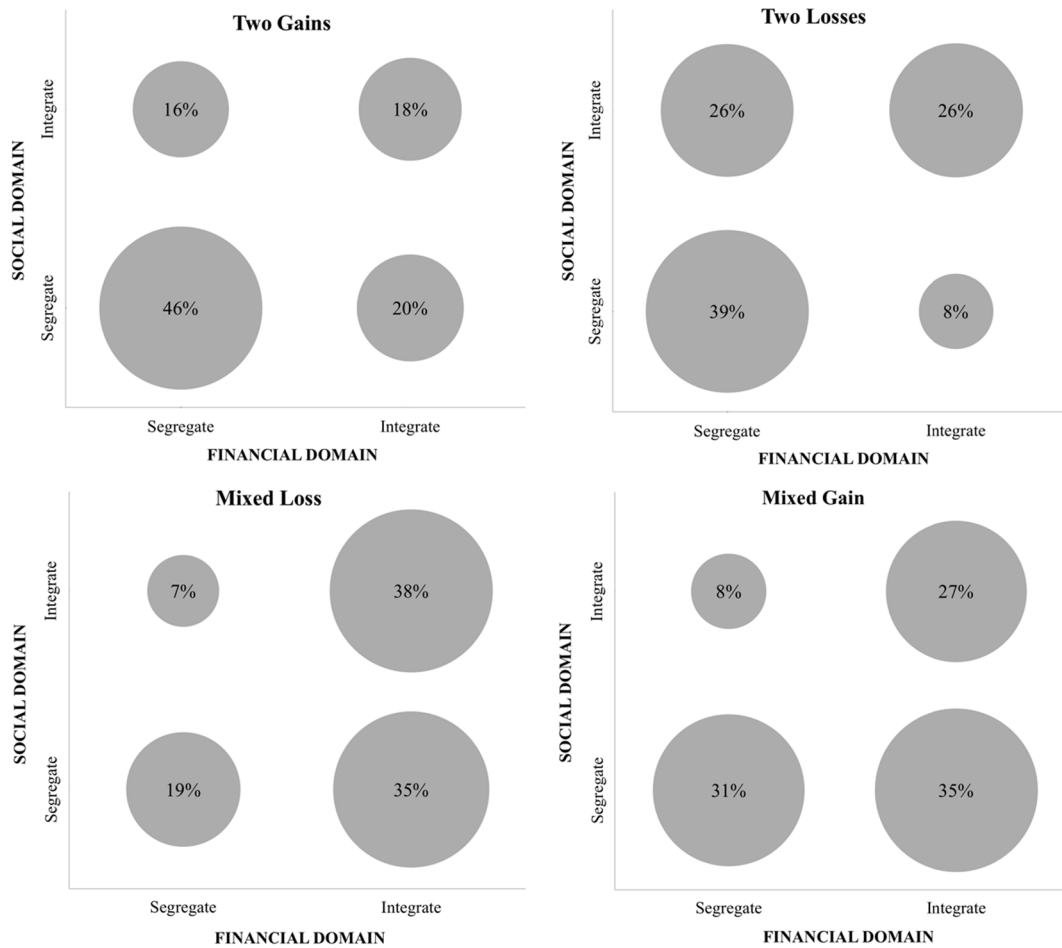 Two Gains
SOCIAL DOMAIN
Integrate
Segregate
16%
18%
46%
20%
Segregate
Integrate
FINANCIAL DOMAIN
Two Losses
SOCIAL DOMAIN
Integrate
Segregate
26%
26%
39%
8%
Segregate
Integrate
FINANCIAL DOMAIN
Mixed Loss
SOCIAL DOMAIN
Integrate
Segregate
7%
38%
19%
35%
Segregate
Integrate
FINANCIAL DOMAIN
Mixed Gain
SOCIAL DOMAIN
Integrate
Segregate
8%
27%
31%
35%
Segregate
Integrate
FINANCIAL DOMAIN